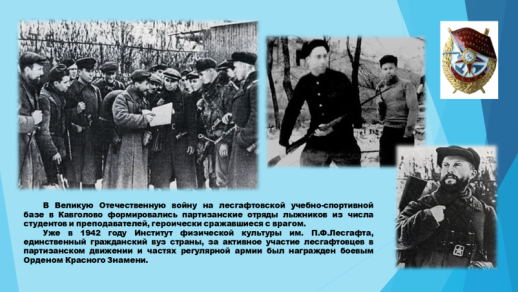 В Великую Отечественную войну на лесгафтовской учебно-спортивной
базе в Кавголово формировались партизанские отряды лыжников из числа
студентов и преподавателей, героически сражавшиеся с врагом.
Уже в 1942 году Институт физической культуры им. П.Ф.Лесгафта,
единственный гражданский вуз страны, за активное участие лесгафтовцев в
партизанском движении и частях регулярной армии был награжден боевым
Орденом Красного Знамени.